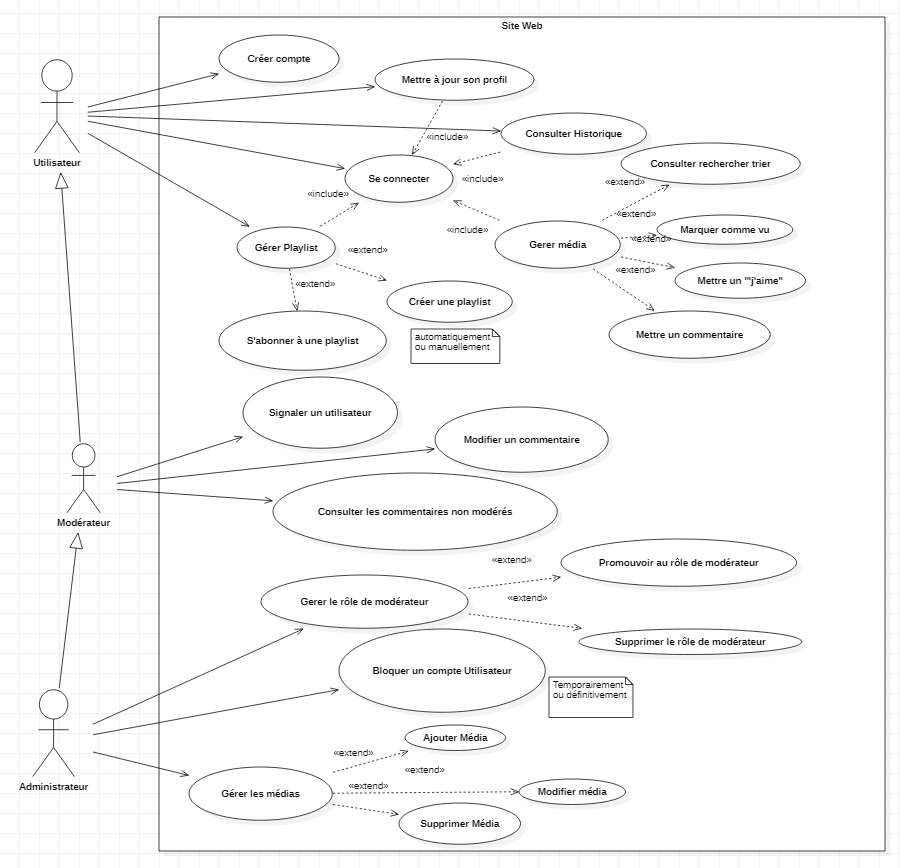 Site Web
Créer compte
Mettre à jour son profil
Consulter Historique
«include»
Consulter rechercher trier
Utilisateur
Se connecter
«include»
«extend»
«include»
«extend»
«include»
Marquer comme vu
«extend»
Gérer Playlist
«extend»
Gerer média
«extend»
Mettre un "'j'aime"
«extend»
Créer une playlist
Mettre un commentaire
S'abonner à une playlist
automatiquement
ou manuellement
Signaler un utilisateur
Modifier un commentaire
Modérateur
Consulter les commentaires non modérés
«extend»
Promouvoir au rôle de modérateur
Gerer le rôle de modérateur
«extend»
Supprimer le rôle de modérateur
Bloquer un compte Utilisateur
Temporairement
ou définitivement
Ajouter Média
«extend»
«extend»
Administrateur
«extend»
Gérer les médias
Modifier média
Supprimer Média